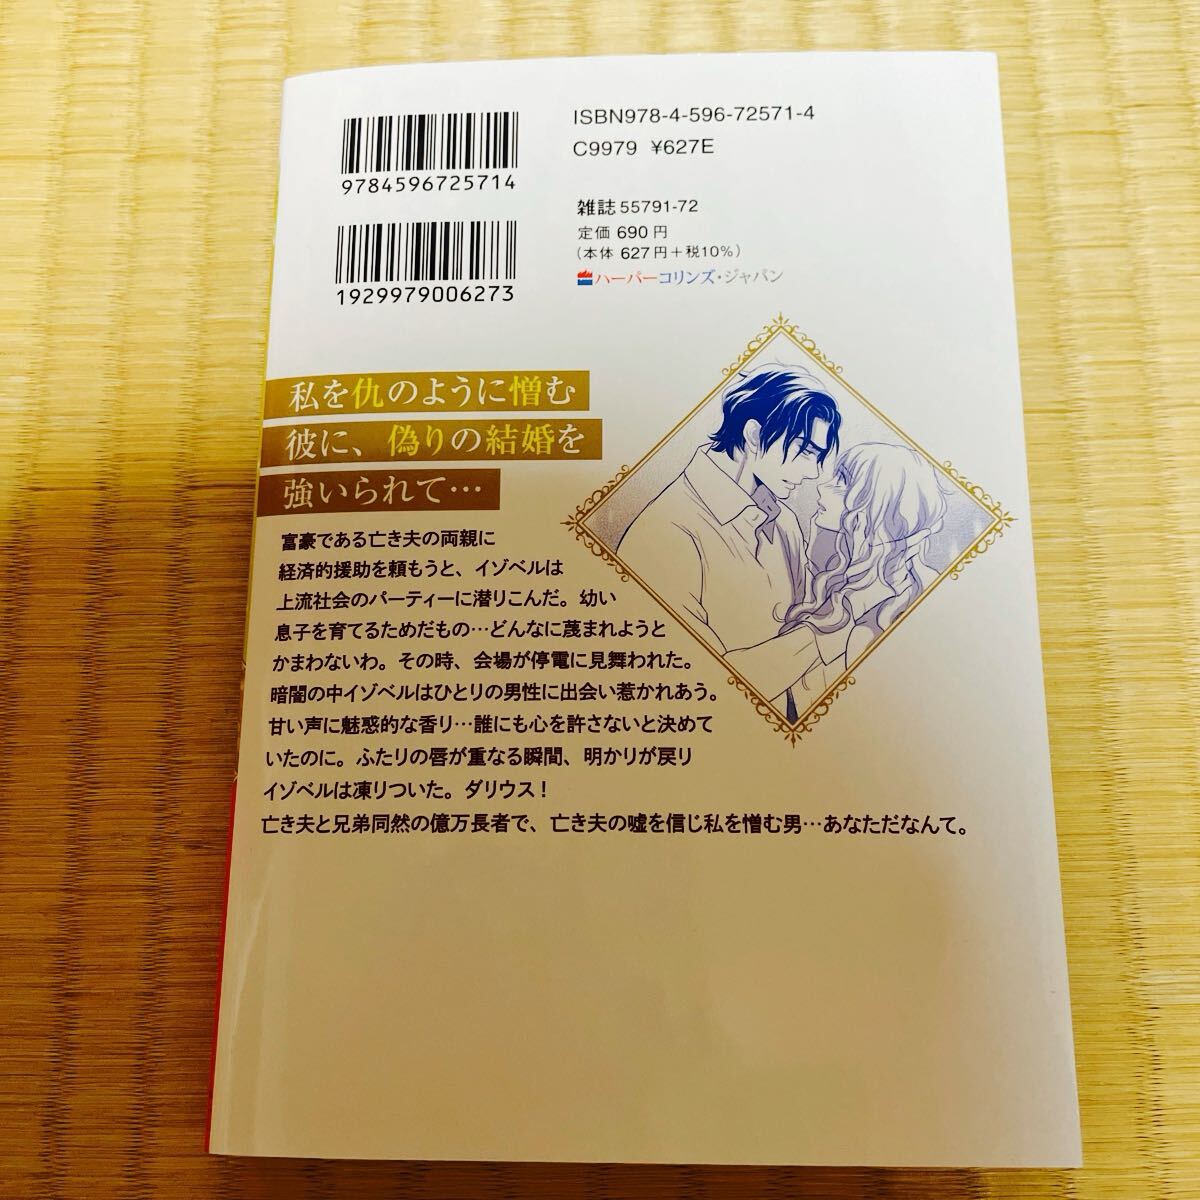 ISBN978-4-596-72571-4
C9979 ¥627E
9784596725714
雑誌 55791-72
定価 690円
(本体 627円+税10%)
ハーパーコリンズ・ジャパン
1929979006273
私を仇のように憎む
彼に、偽りの結婚を
強いられて…
富豪である亡き夫の両親に
経済的援助を頼もうと、イゾベルは
上流社会のパーティーに潜りこんだ。幼い
息子を育てるためだもの…どんなに蔑まれようと
かまわないわ。その時、会場が停電に見舞われた。
暗闇の中イゾベルはひとりの男性に出会い惹かれあう。
甘い声に魅惑的な香り…誰にも心を許さないと決めて
いたのに。ふたりの唇が重なる瞬間、明かりが戻り
イゾベルは凍りついた。ダリウス!
亡き夫と兄弟同然の億万長者で、亡き夫の嘘を信じ私を憎む男…あなただなんて。